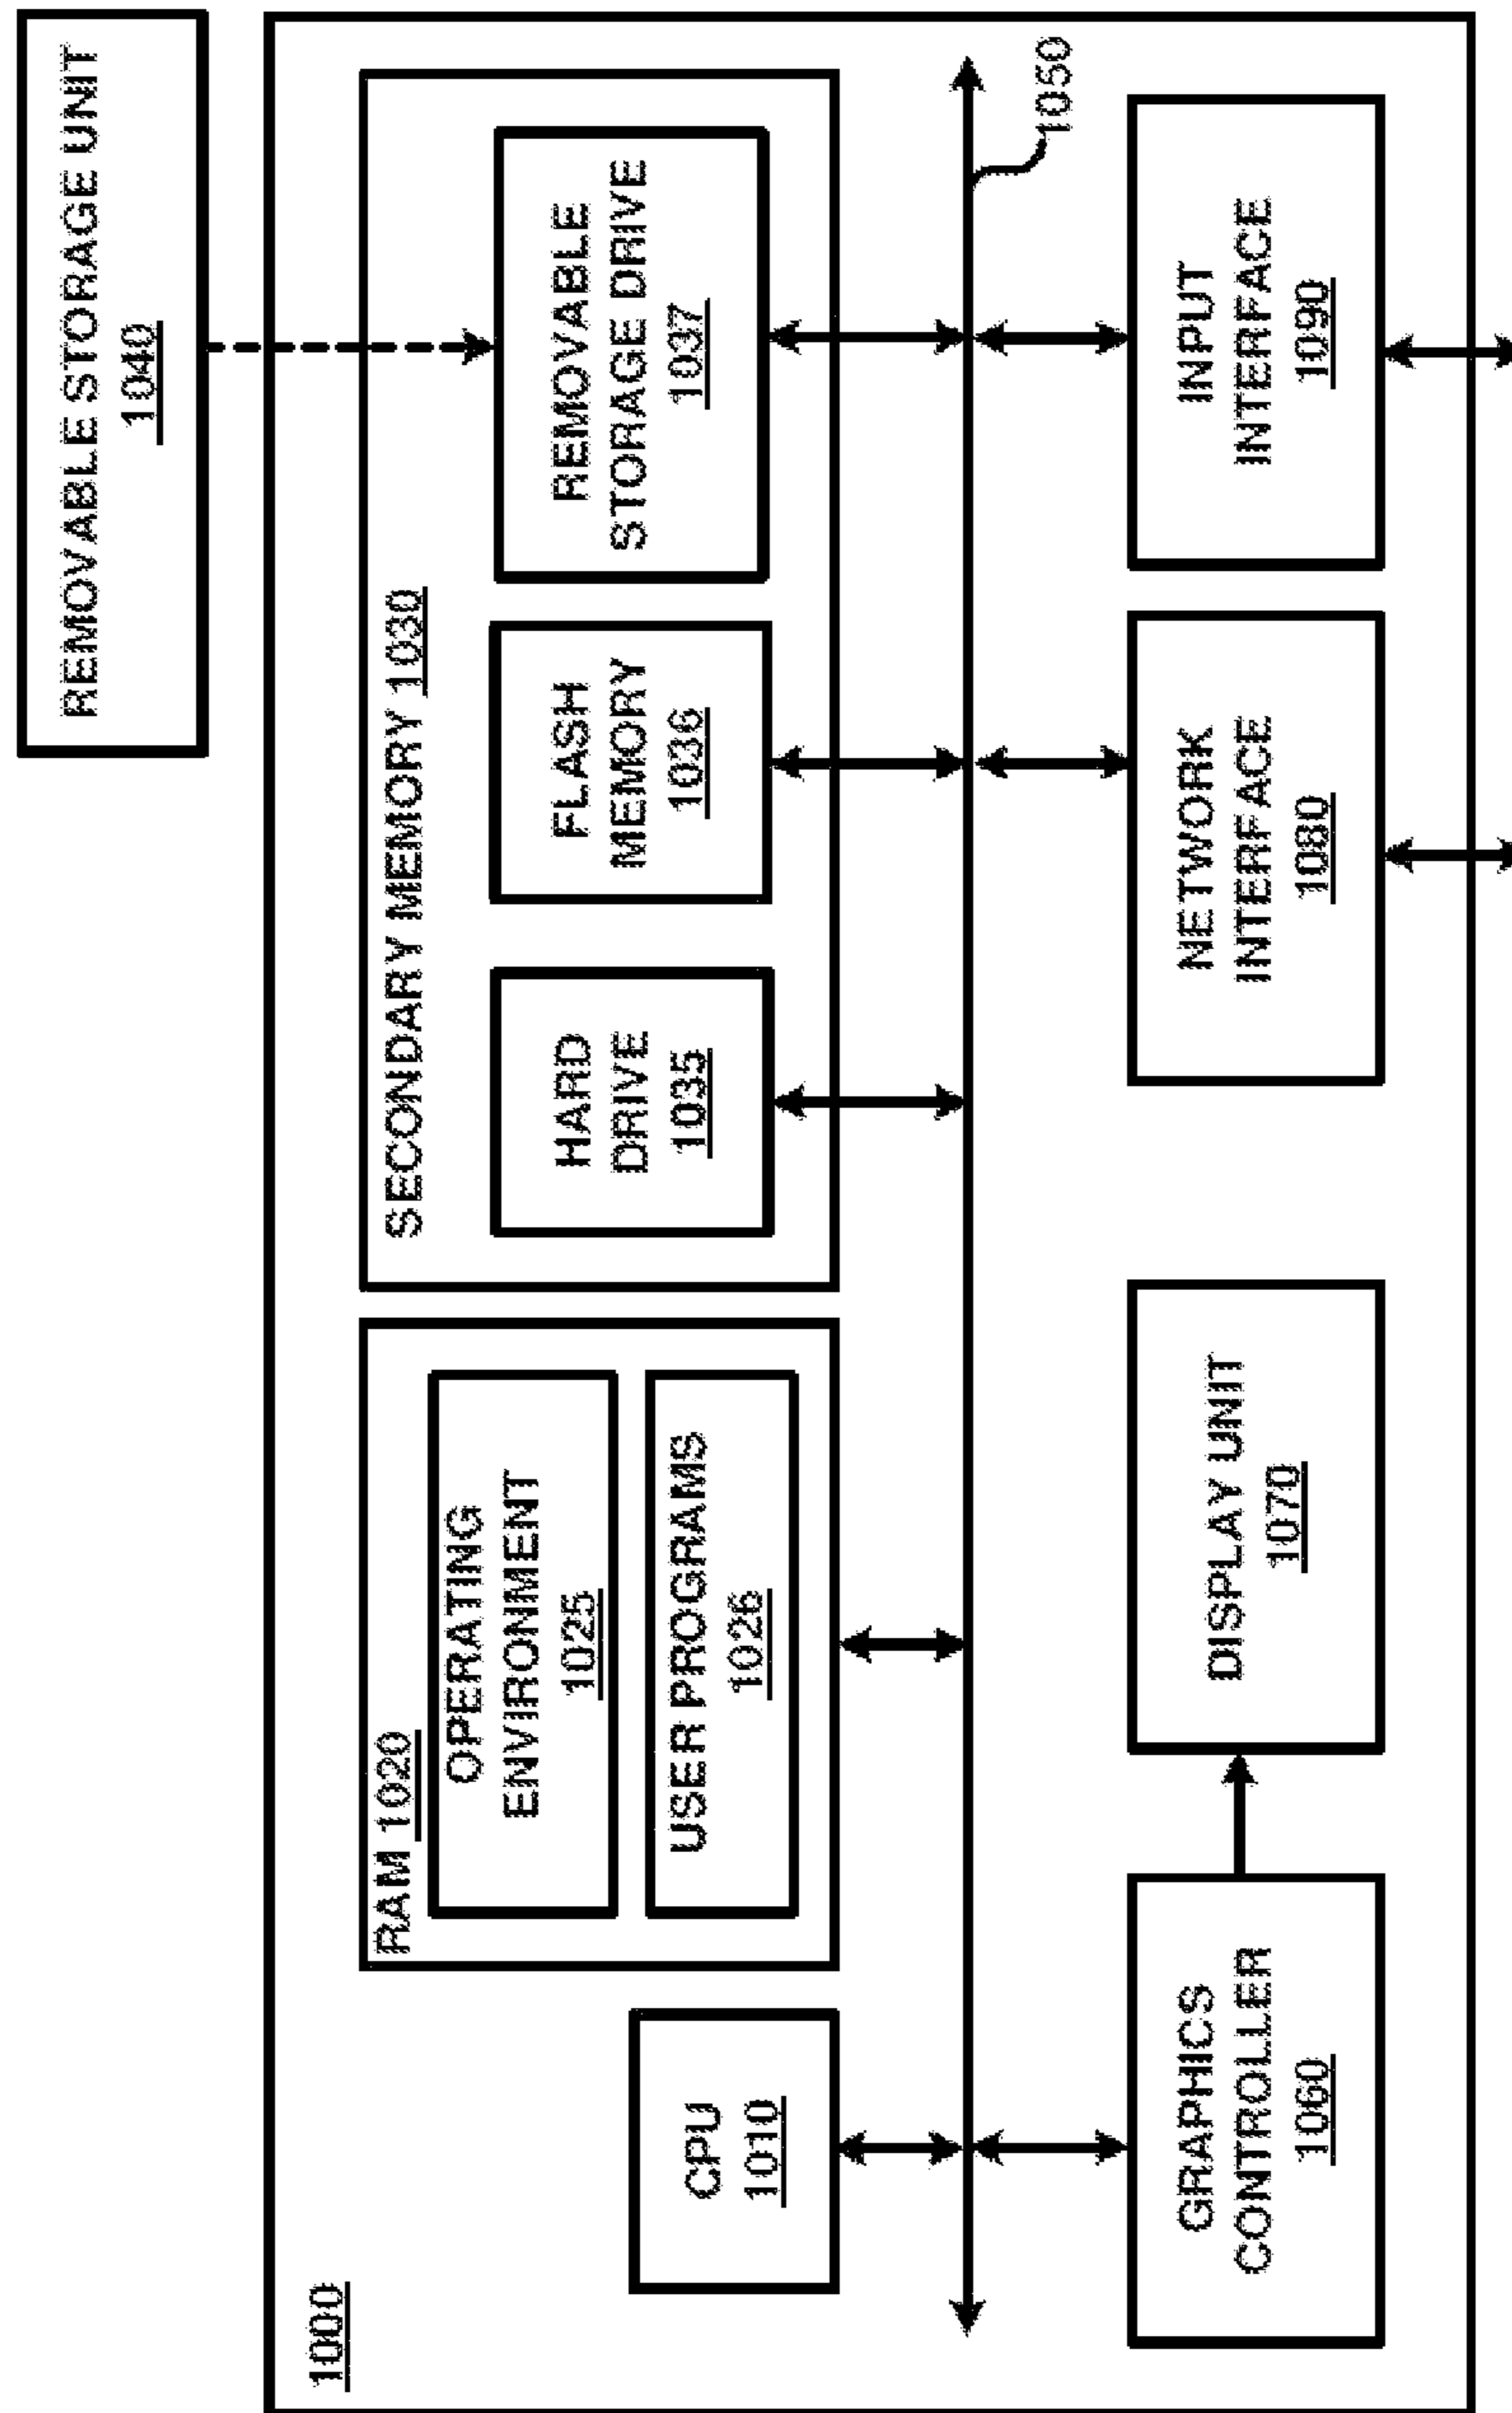 REMOVABLE STORAGE UNIT
1040
1000
RAM 1020
OPERATING
ENVIRONMENT
1025
USER PROGRAMS
1026
CPU
1010
SECONDARY MEMORY 1030
HARD
DRIVE
1035
FLASH
MEMORY
1036
REMOVABLE
STORAGE DRIVE
1037
1050
GRAPHICS
CONTROLLER
1060
DISPLAY UNIT
1070
NETWORK
INTERFACE
1080
INPUT
INTERFACE
1090